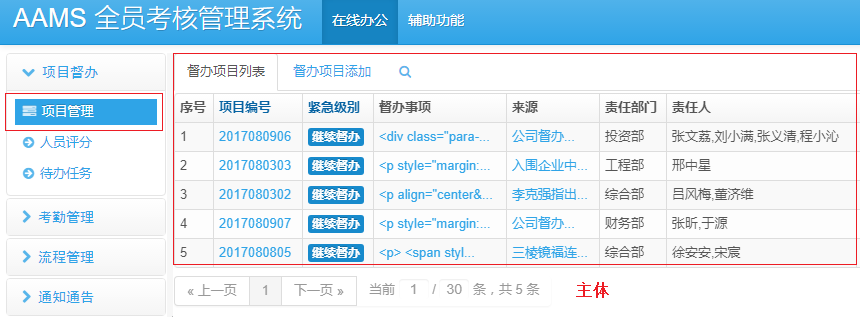 AAMS 全员考核管理系统 在线办公 辅助功能
项目督办
项目管理
人员评分
待办任务
考勤管理
流程管理
通知通告
督办项目列表 督办项目添加
序号 项目编号 紧急级别 督办事项 来源 责任部门 责任人
1 2017080906 继续督办 <div class="para-... 公司督办... 投资部 张文荔,刘小满,张义清,程小沁
2 2017080303 继续督办 <p style="margin:... 入围企业中... 工程部 邢中星
3 2017080302 继续督办 <p align="center&... 李克强指出... 综合部 吕风梅,董济维
4 2017080907 继续督办 <p style="margin:... 公司督办... 财务部 张昕,于源
5 2017080805 继续督办 <p> <span styl... 三棱镜福连... 综合部 徐安安,宋宸
« 上一页 1 下一页 » 当前 1 / 30 条，共 5 条 主体